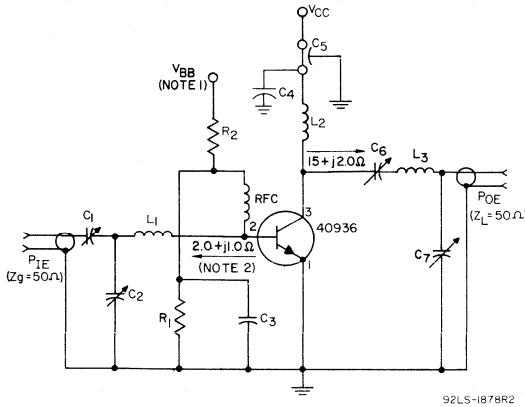 VCC
C5
VBB
(NOTE 1)
C4
R2
L2
15+j2.0Ω
C6
L3
RFC
C1
L1
2
3
40936
POE
(ZL=50Ω)
2.0+j1.0Ω
(NOTE 2)
PIE
(Zg=50Ω)
C2
1
C7
R1
C3
92LS-1878R2